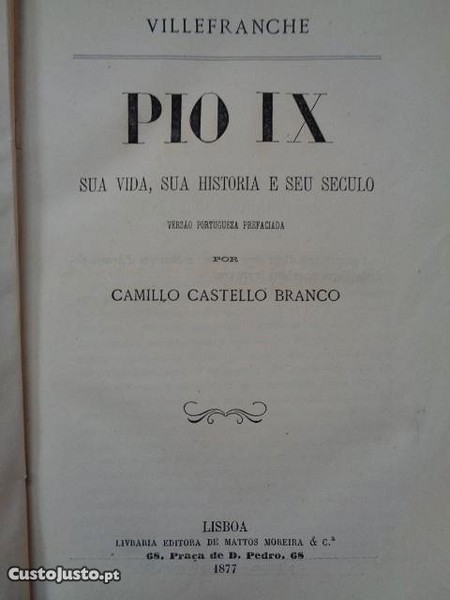 VILLEFRANCHE
PIO IX
SUA VIDA, SUA HISTORIA E SEU SECULO
VERSÃO PORTUGUEZA PREFACIADA
POR
CAMILLO CASTELLO BRANCO
LISBOA
LIVRARIA EDITORA DE MATTOS MOREIRA & C.ª
68, Praça de D. Pedro, 68
1877
CustoJusto.pt